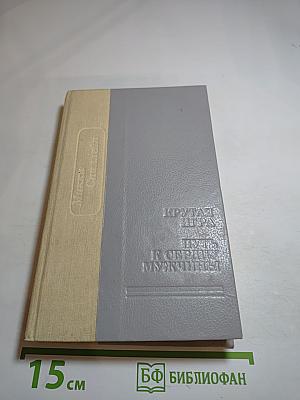 КРУТАЯ
ИГРА
ПУТЬ
К СЕРДЦУ
МУЖЧИНЫ
15 см
БФ БИБЛИОФАН